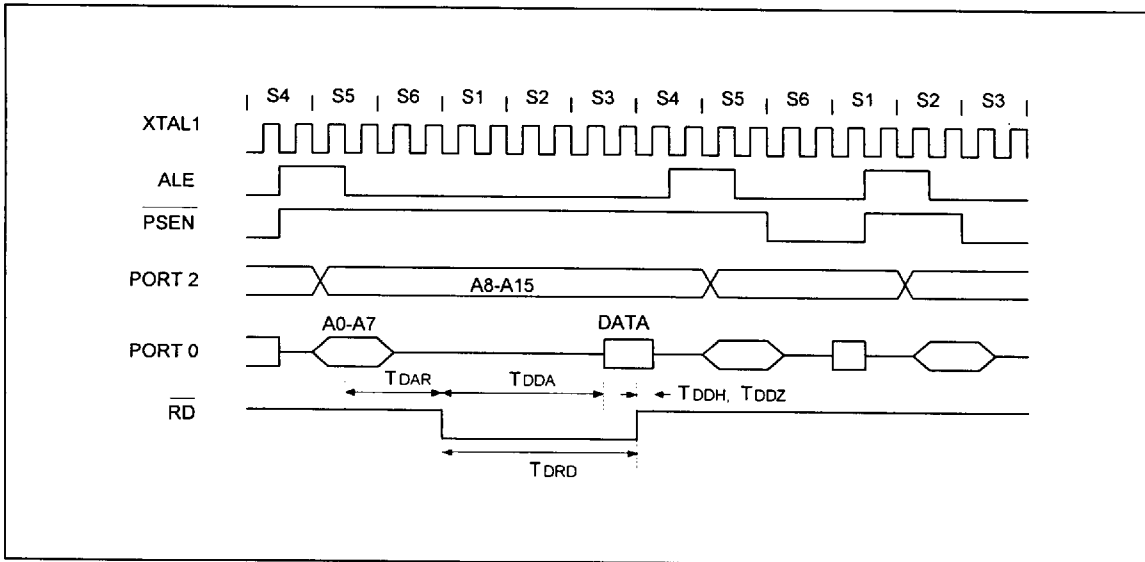 S4 S5 S6 S1 S2 S3 S4 S5 S6 S1 S2 S3
XTAL1
ALE
PSEN
PORT 2
A8-A15
A0-A7
DATA
PORT 0
TDAR
TDDA
TDDH, TDDZ
RD
TDRD